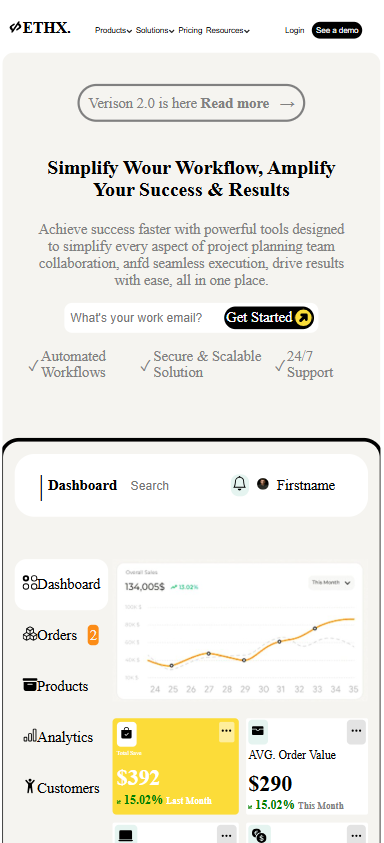 ETHX.
Products Solutions Pricing Resources Login See a demo
Verison 2.0 is here Read more →
Simplify Wour Workflow, Amplify
Your Success & Results
Achieve success faster with powerful tools designed
to simplify every aspect of project planning team
collaboration, anfd seamless execution, drive results
with ease, all in one place.
What's your work email? Get Started
Automated
Workflows
Secure & Scalable
Solution
24/7
Support
Dashboard Search Firstname
Dashboard
Orders 2
Products
Analytics
Customers
Overall Sales
134,005$ 13.02%
This Month
100K $
80K $
60K $
40K $
20K $
24 25 26 27 28 29 30 31 32 33 34 35
$392
15.02% Last Month
AVG. Order Value
$290
15.02% This Month